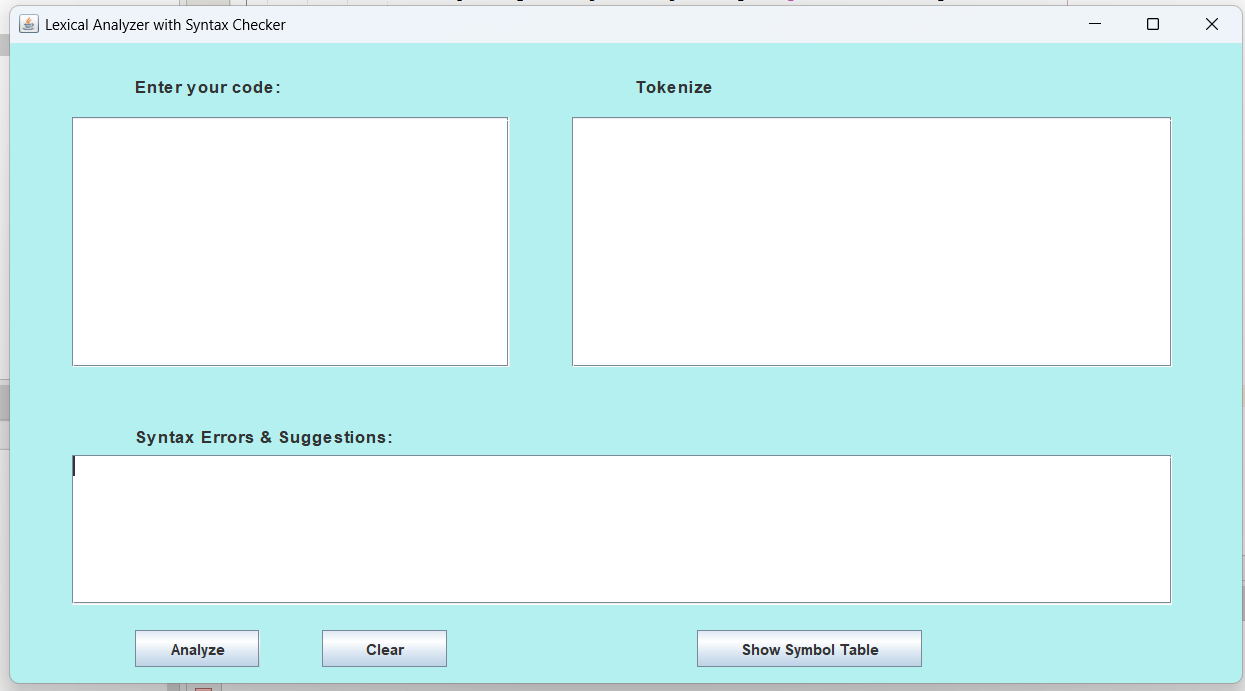 Lexical Analyzer with Syntax Checker
Enter your code:
Tokenize
Syntax Errors & Suggestions:
Analyze
Clear
Show Symbol Table